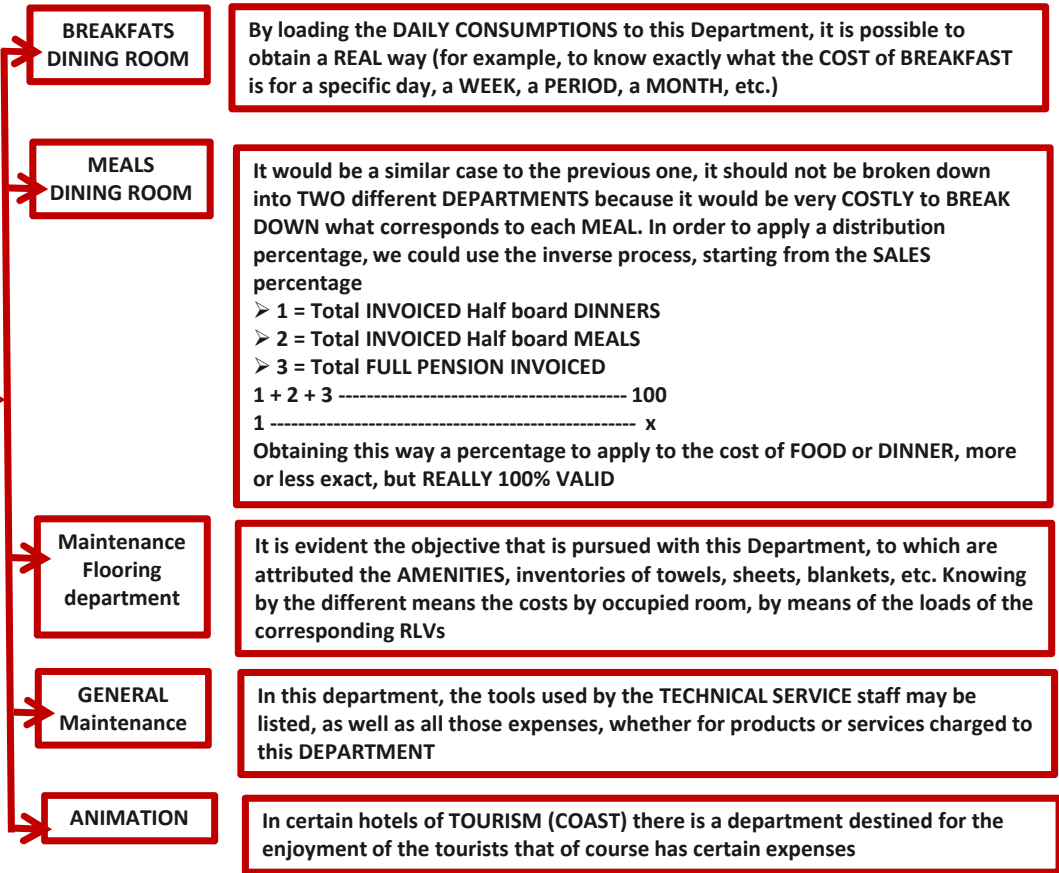 BREAKFATS
DINING ROOM
By loading the DAILY CONSUMPTIONS to this Department, it is possible to
obtain a REAL way (for example, to know exactly what the COST of BREAKFAST
is for a specific day, a WEEK, a PERIOD, a MONTH, etc.)
MEALS
DINING ROOM
It would be a similar case to the previous one, it should not be broken down
into TWO different DEPARTMENTS because it would be very COSTLY to BREAK
DOWN what corresponds to each MEAL. In order to apply a distribution
percentage, we could use the inverse process, starting from the SALES
percentage
➢ 1 = Total INVOICED Half board DINNERS
➢ 2 = Total INVOICED Half board MEALS
➢ 3 = Total FULL PENSION INVOICED
1 + 2 + 3 ----------------------------------------- 100
1 ---------------------------------------------------- x
Obtaining this way a percentage to apply to the cost of FOOD or DINNER, more
or less exact, but REALLY 100% VALID
Maintenance
Flooring
department
It is evident the objective that is pursued with this Department, to which are
attributed the AMENITIES, inventories of towels, sheets, blankets, etc. Knowing
by the different means the costs by occupied room, by means of the loads of the
corresponding RLVs
GENERAL
Maintenance
In this department, the tools used by the TECHNICAL SERVICE staff may be
listed, as well as all those expenses, whether for products or services charged to
this DEPARTMENT
ANIMATION
In certain hotels of TOURISM (COAST) there is a department destined for the
enjoyment of the tourists that of course has certain expenses